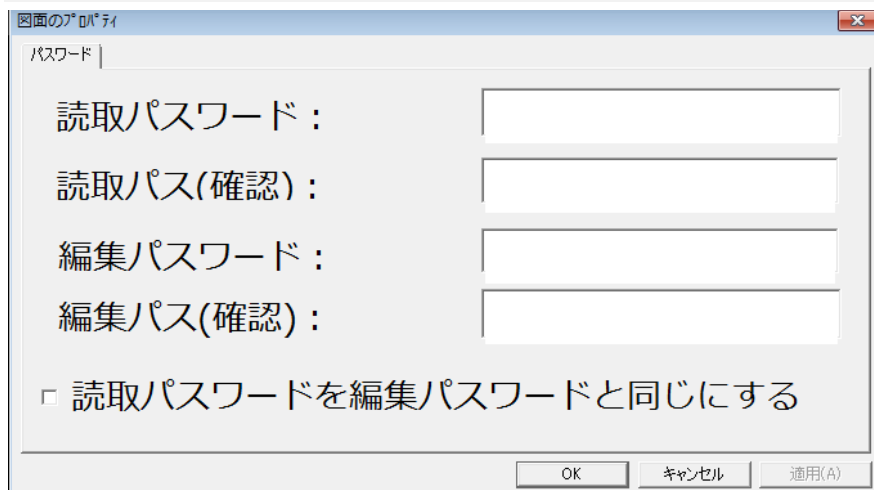 図面のﾌﾟﾛﾊﾟﾃｨ
パスワード
読取パスワード：
読取パス(確認)：
編集パスワード：
編集パス(確認)：
読取パスワードを編集パスワードと同じにする
OK キャンセル 適用(A)